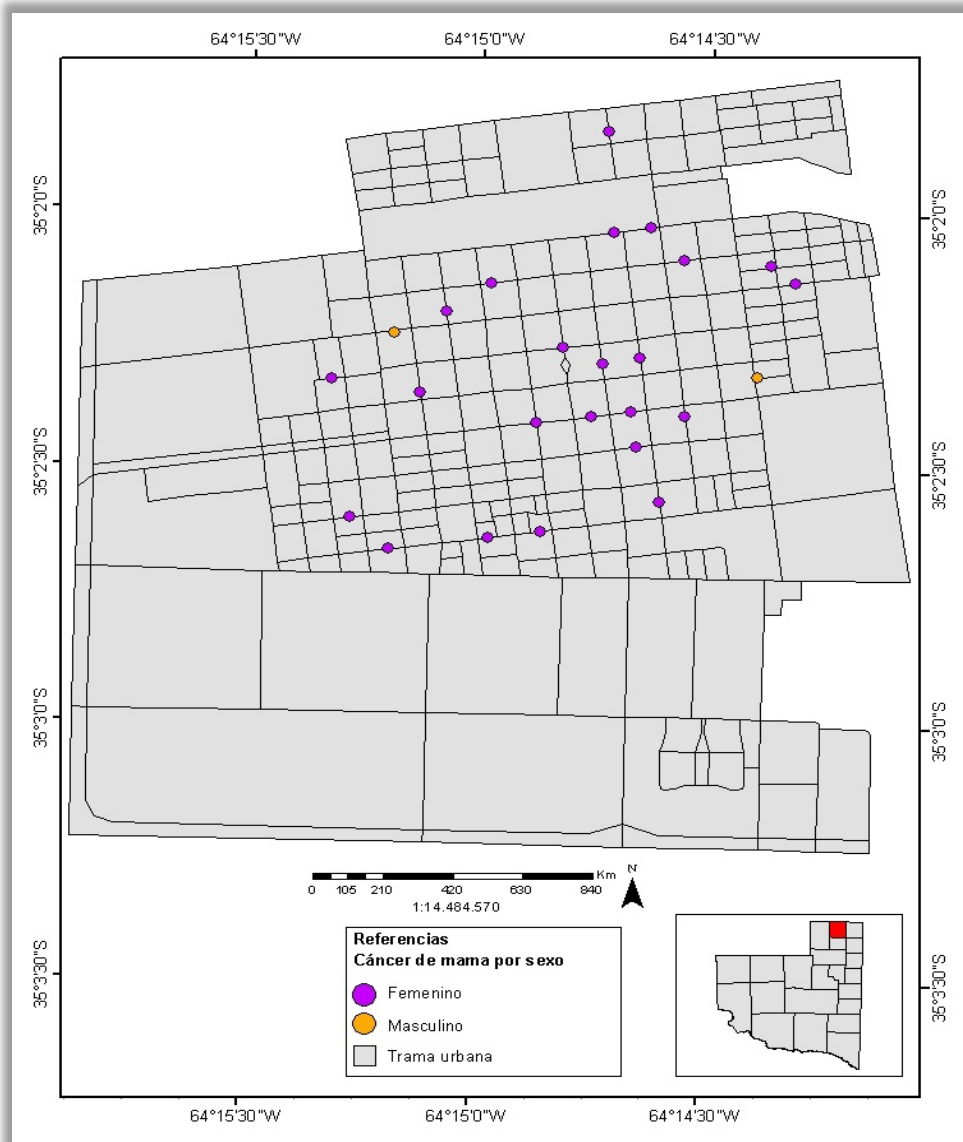 64°15'30"W 64°15'0"W 64°14'30"W
35°2'0"S 35°2'0"S
35°2'30"S 35°2'30"S
35°3'0"S 35°3'0"S
Km
N
0 105 210 420 630 840
1:14.484.570
Referencias
Cáncer de mama por sexo
Femenino
Masculino
Trama urbana
35°3'30"S 35°3'30"S
64°15'30"W 64°15'0"W 64°14'30"W